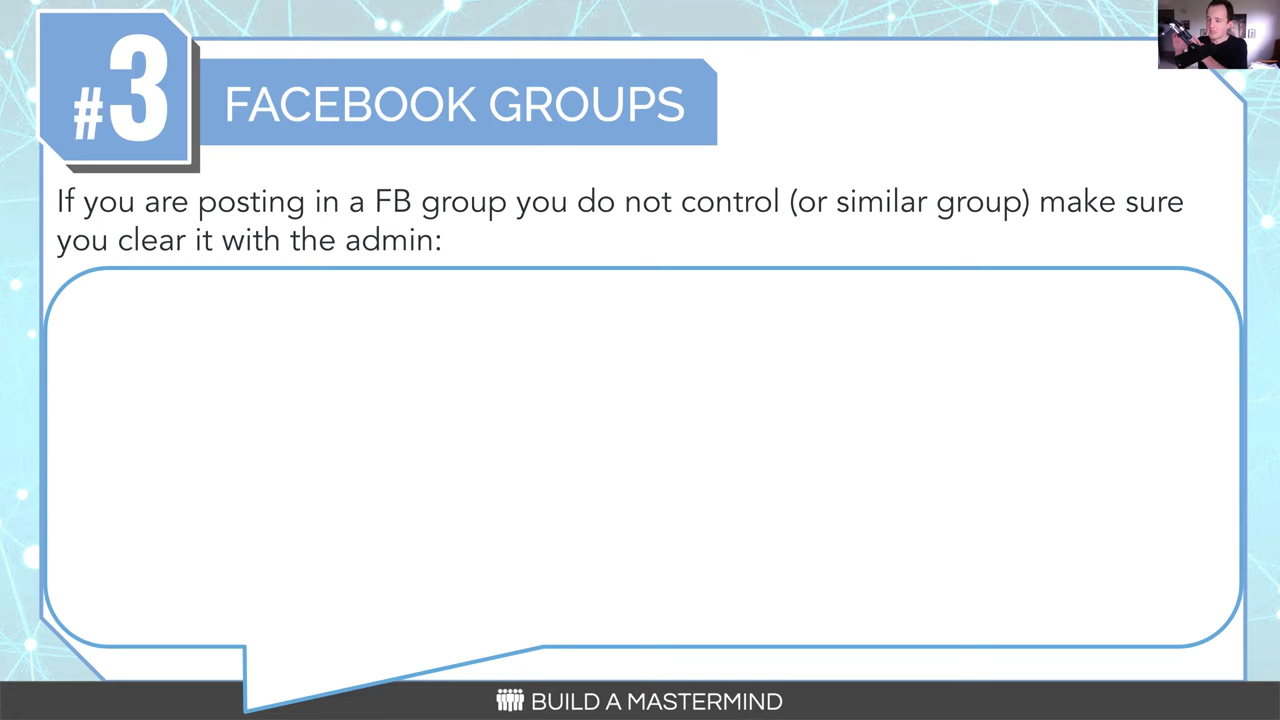 #3
FACEBOOK GROUPS
If you are posting in a FB group you do not control (or similar group) make sure
you clear it with the admin:
BUILD A MASTERMIND